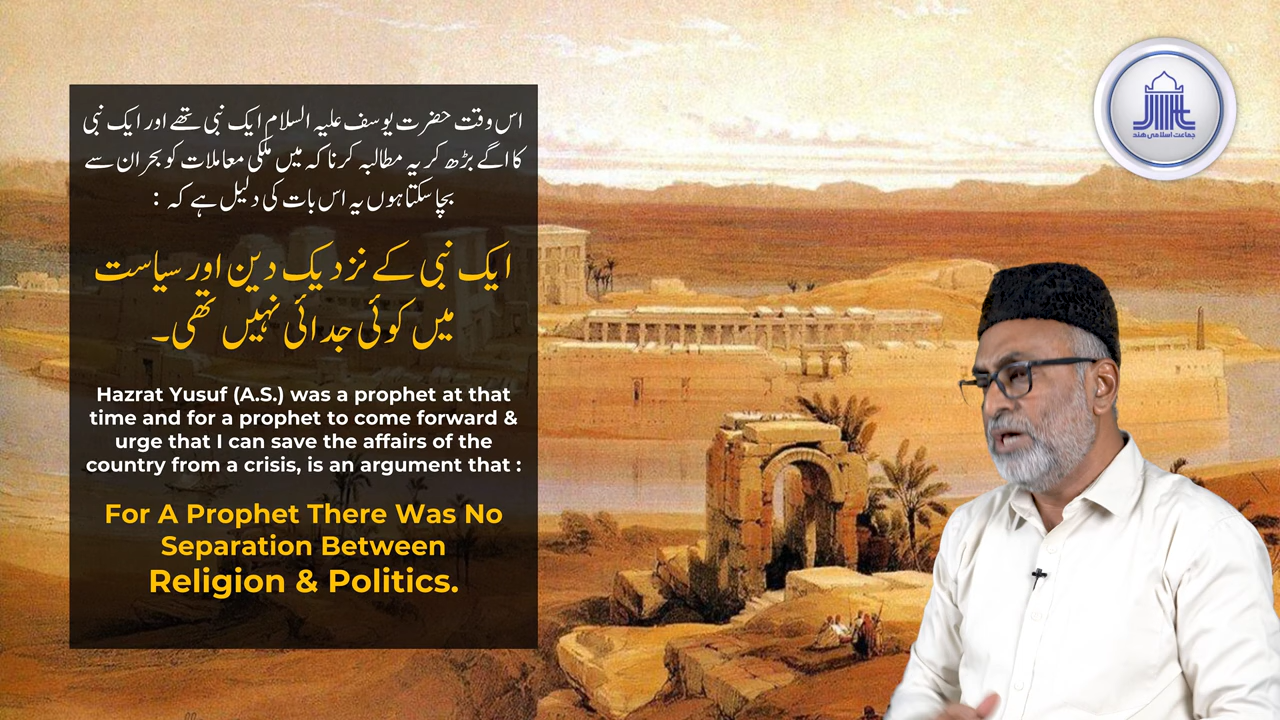 اس وقت حضرت یوسف علیہ السلام ایک نبی تھے اور ایک نبی
کا اگے بڑھ کر یہ مطالبہ کرنا کہ میں ملکی معاملات کو بحران سے
بچا سکتا ہوں یہ اس بات کی دلیل ہے کہ :
ایک نبی کے نزدیک دین اور سیاست
میں کوئی جدائی نہیں تھی۔
Hazrat Yusuf (A.S.) was a prophet at that
time and for a prophet to come forward &
urge that I can save the affairs of the
country from a crisis, is an argument that :
For A Prophet There Was No
Separation Between
Religion & Politics.
جماعت اسلامی ہند